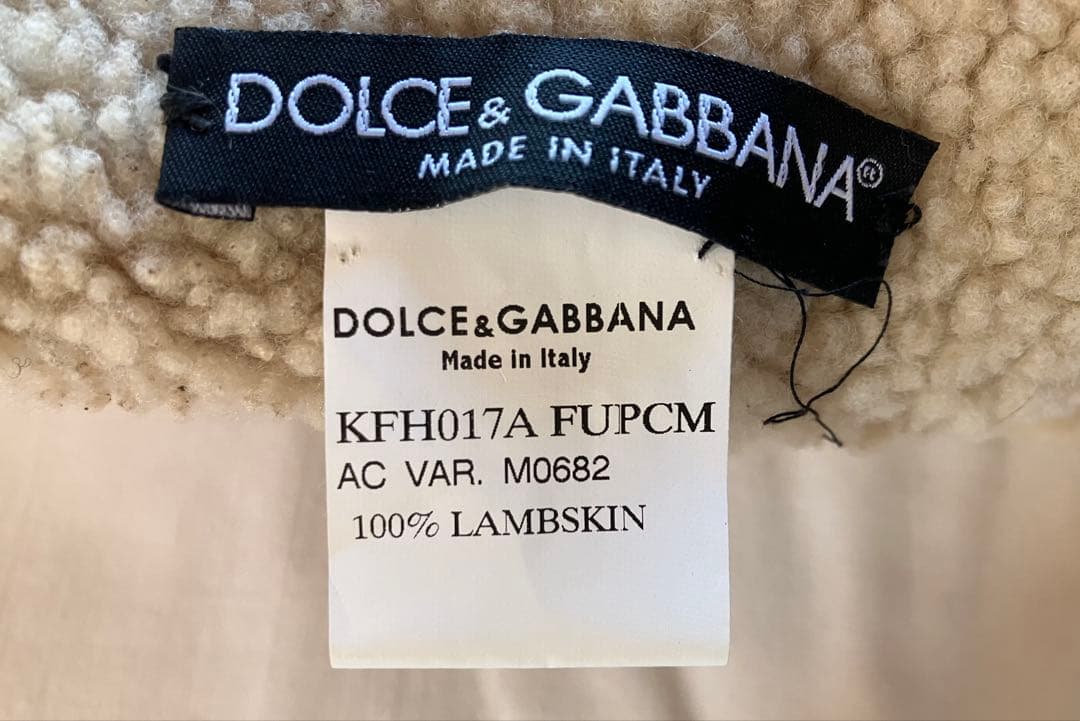 DOLCE & GABBANA®
MADE IN ITALY
DOLCE&GABBANA
Made in Italy
KFH017A FUPCM
AC VAR. M0682
100% LAMBSKIN